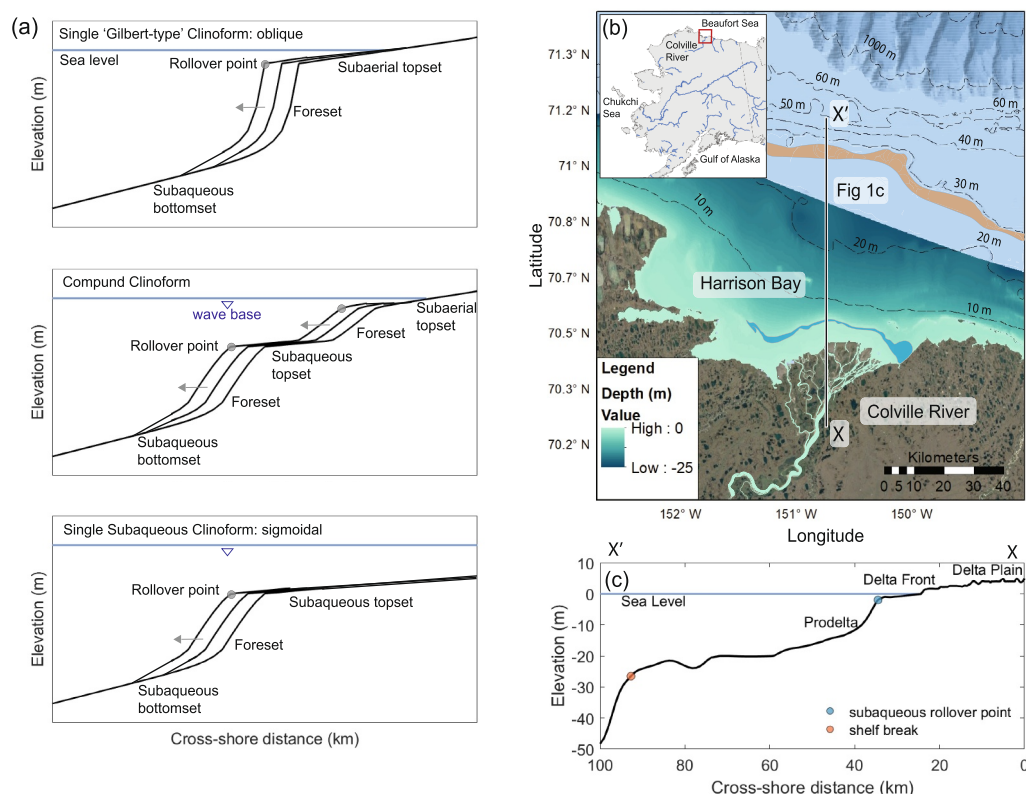 (a)
Single ‘Gilbert-type’ Clinoform: oblique
Sea level
Rollover point
Subaerial topset
Foreset
Subaqueous
bottomset
Elevation (m)
Compund Clinoform
wave base
Subaerial
topset
Rollover point
Foreset
Subaqueous
topset
Foreset
Subaqueous
bottomset
Elevation (m)
Single Subaqueous Clinoform: sigmoidal
Rollover point
Subaqueous topset
Foreset
Subaqueous
bottomset
Elevation (m)
Cross-shore distance (km)
(b)
Beaufort Sea
Colville
River
Chukchi
Sea
Gulf of Alaska
1000 m
60 m
50 m
60 m
X’
40 m
30 m
Fig 1c
20 m
20 m
10 m
10 m
Harrison Bay
Colville River
X
Legend
Depth (m)
Value
High : 0
Low : -25
Kilometers
0 5 10 20 30 40
71.3° N
71.2° N
71° N
70.8° N
70.7° N
70.5° N
70.3° N
70.2° N
Latitude
152° W
151° W
150° W
Longitude
X’
X
(c)
Delta Plain
Delta Front
Sea Level
Prodelta
subaqueous rollover point
shelf break
10
0
-10
-20
-30
-40
-50
Elevation (m)
100
80
60
40
20
0
Cross-shore distance (km)